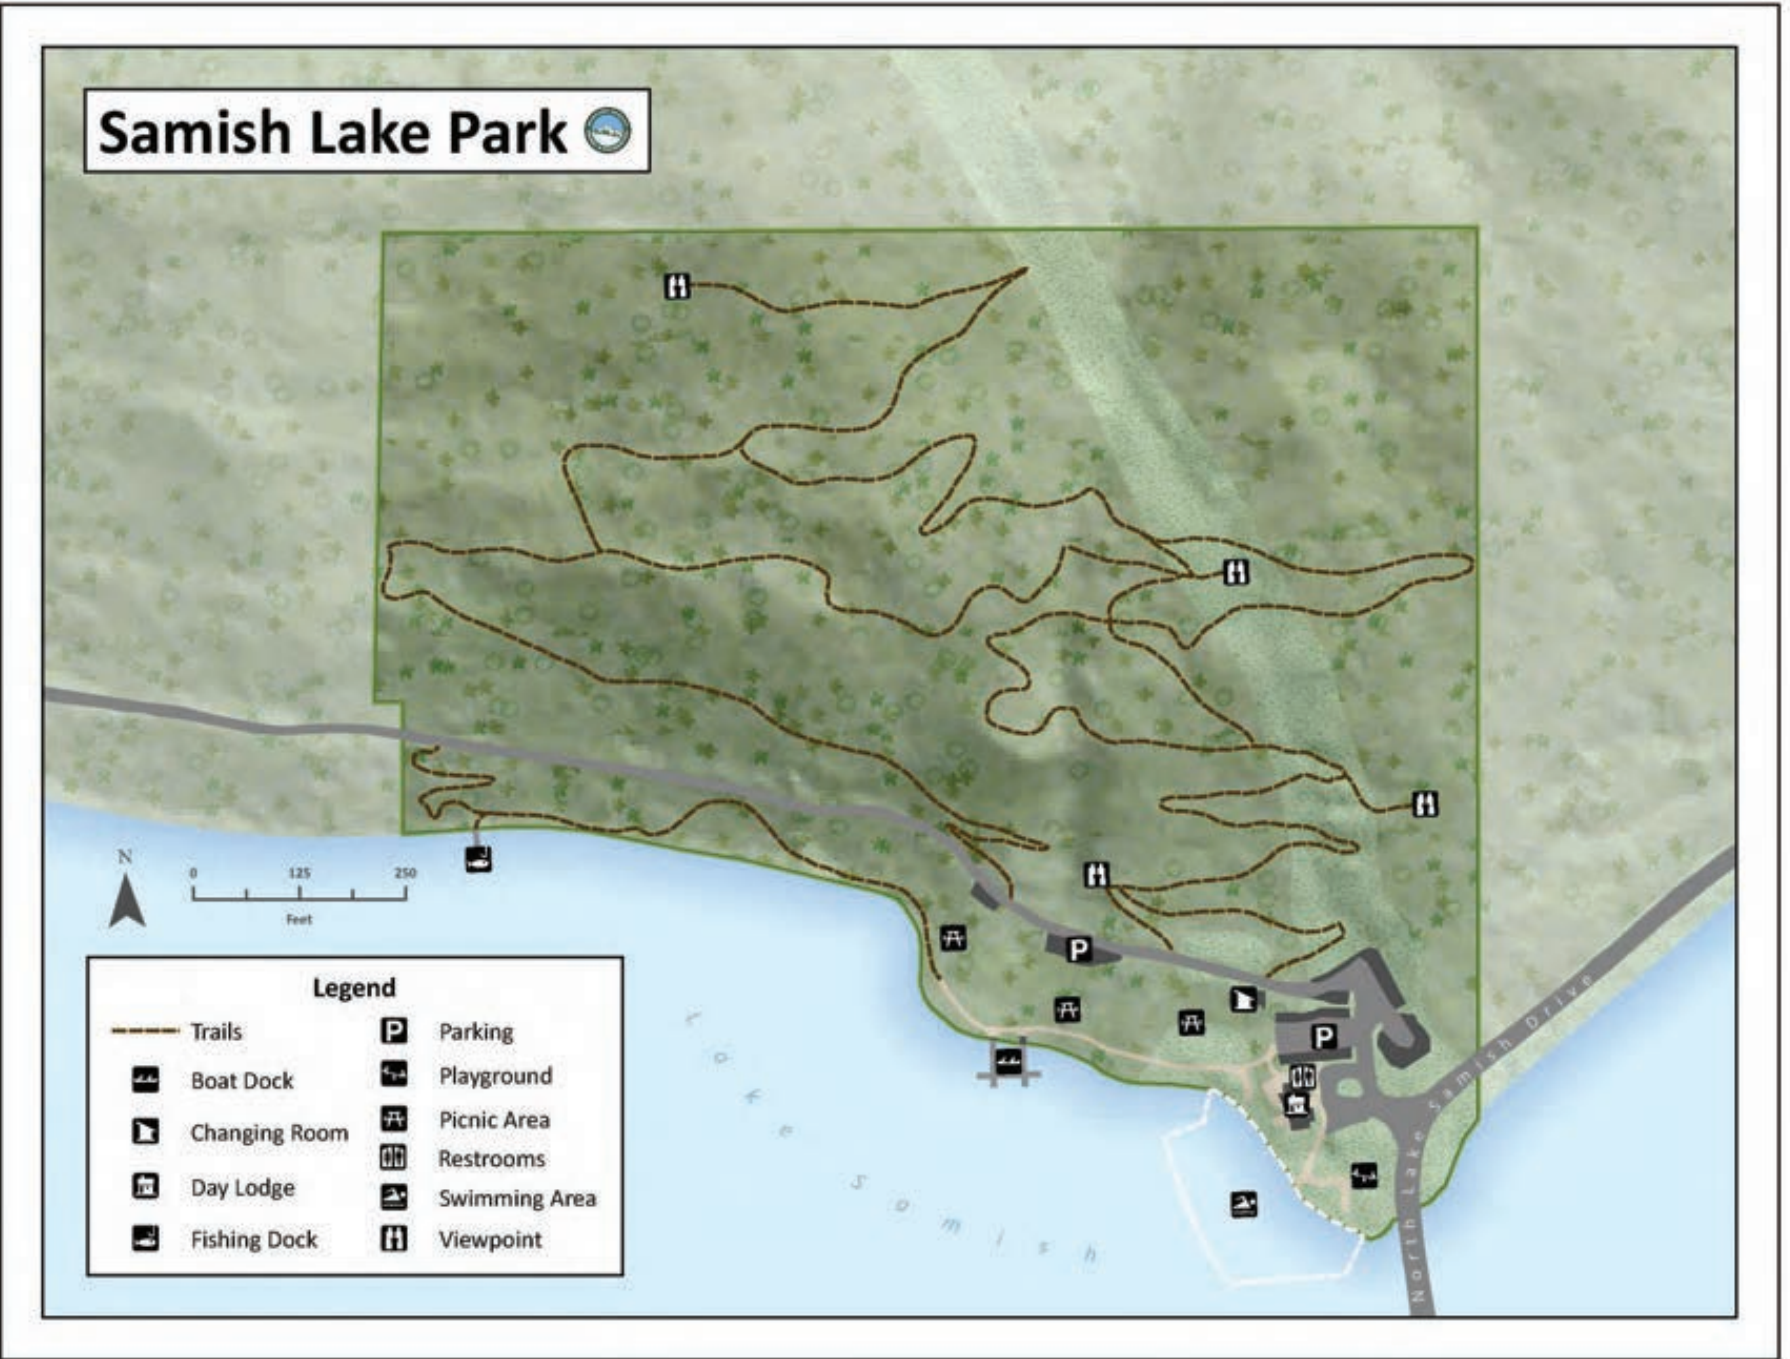 Samish Lake Park
N
0 125 250
Feet
Legend
Trails
Boat Dock
Changing Room
Day Lodge
Fishing Dock
P Parking
Playground
Picnic Area
Restrooms
Swimming Area
Viewpoint
P
P
Lake Samish
North Lake Samish Drive